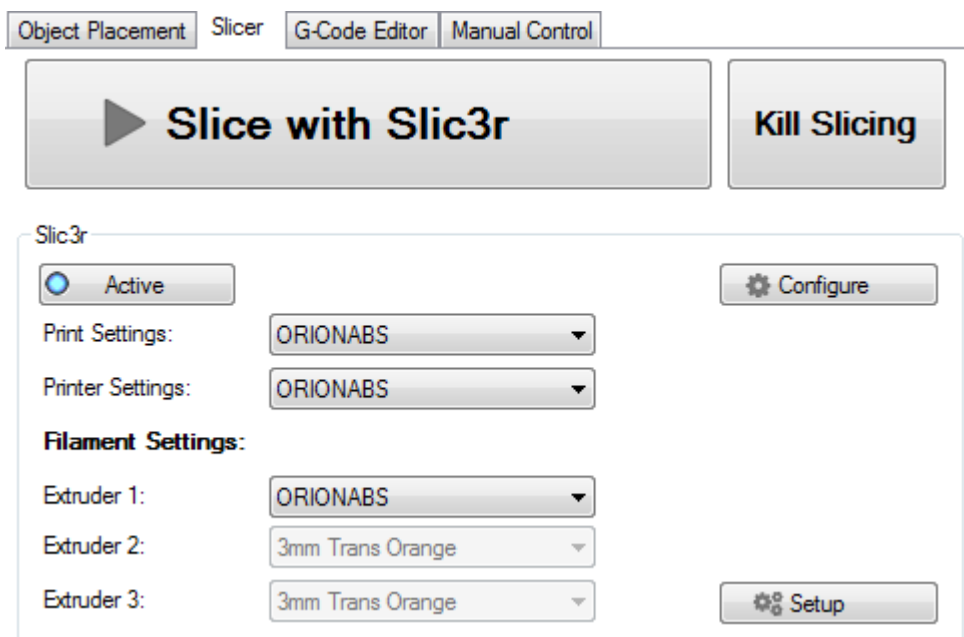 Object Placement Slicer G-Code Editor Manual Control
Slice with Slic3r Kill Slicing
Slic3r
Active Configure
Print Settings: ORIONABS
Printer Settings: ORIONABS
Filament Settings:
Extruder 1: ORIONABS
Extruder 2: 3mm Trans Orange
Extruder 3: 3mm Trans Orange Setup